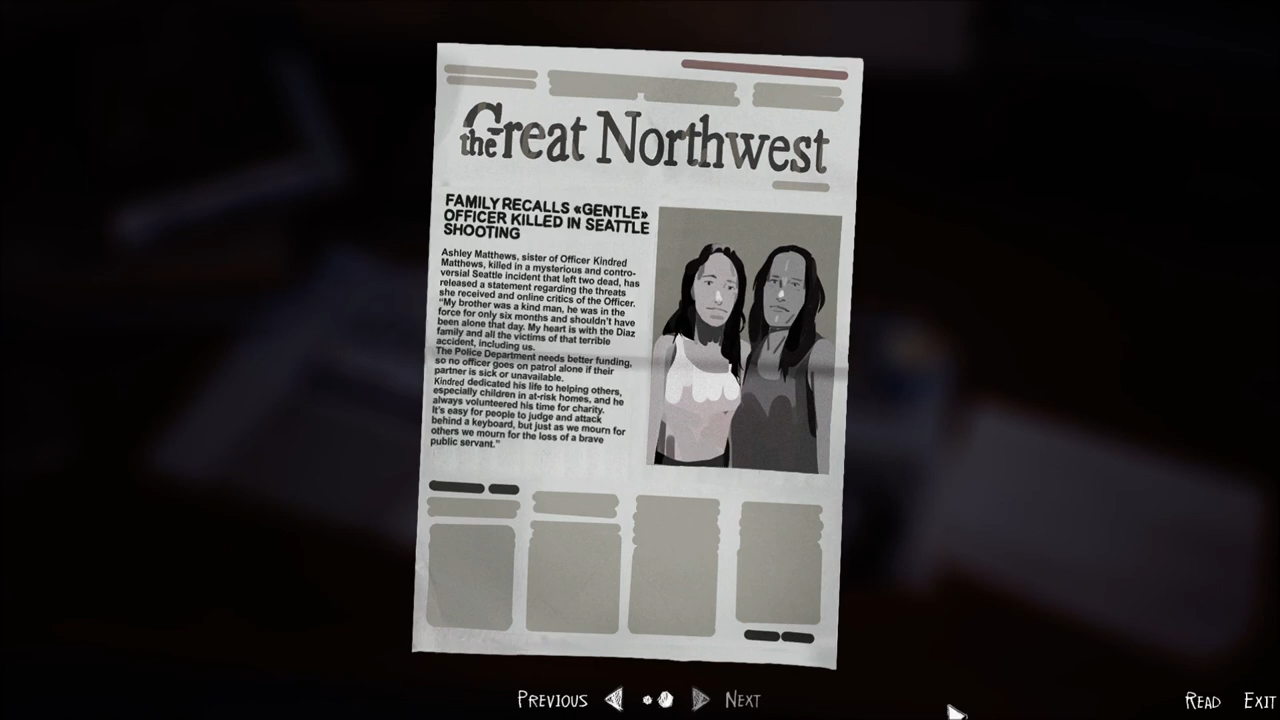 the Great Northwest
FAMILY RECALLS «GENTLE»
OFFICER KILLED IN SEATTLE
SHOOTING
Ashley Matthews, sister of Officer Kindred
Matthews, killed in a mysterious and contro-
versial Seattle incident that left two dead, has
released a statement regarding the threats
she received and online critics of the Officer.
"My brother was a kind man, he was in the
force for only six months and shouldn't have
been alone that day. My heart is with the Diaz
family and all the victims of that terrible
accident, including us.
The Police Department needs better funding,
so no officer goes on patrol alone if their
partner is sick or unavailable.
Kindred dedicated his life to helping others,
especially children in at-risk homes, and he
always volunteered his time for charity.
It's easy for people to judge and attack
behind a keyboard, but just as we mourn for
others we mourn for the loss of a brave
public servant."
PREVIOUS NEXT
READ EXIT